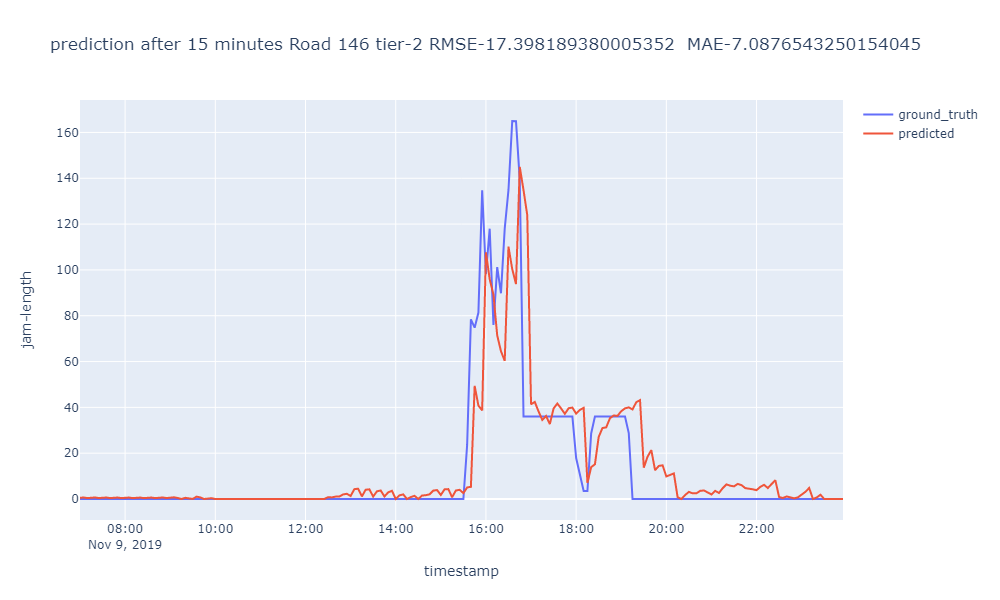 prediction after 15 minutes Road 146 tier-2 RMSE-17.398189380005352  MAE-7.0876543250154045
ground_truth
predicted
160
140
120
100
80
60
40
20
0
jam-length
08:00 10:00 12:00 14:00 16:00 18:00 20:00 22:00
Nov 9, 2019
timestamp